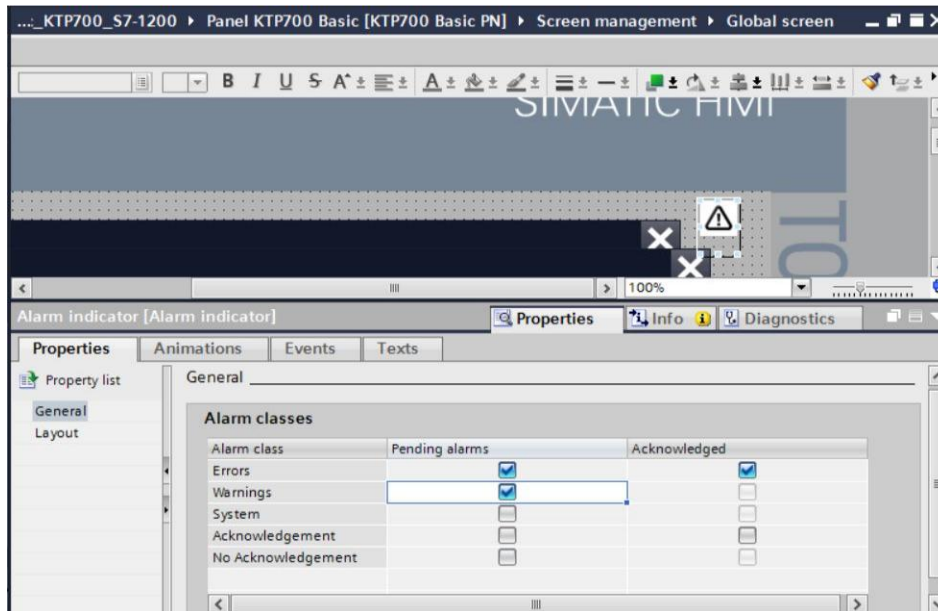 ...:_KTP700_S7-1200 ▸ Panel KTP700 Basic [KTP700 Basic PN] ▸ Screen management ▸ Global screen
B I U S A A
SIMATIC HMI
TO
100%
Alarm indicator [Alarm indicator]
Properties Info Diagnostics
Properties Animations Events Texts
Property list
General
Layout
General
Alarm classes
Alarm class Pending alarms Acknowledged
Errors
Warnings
System
Acknowledgement
No Acknowledgement